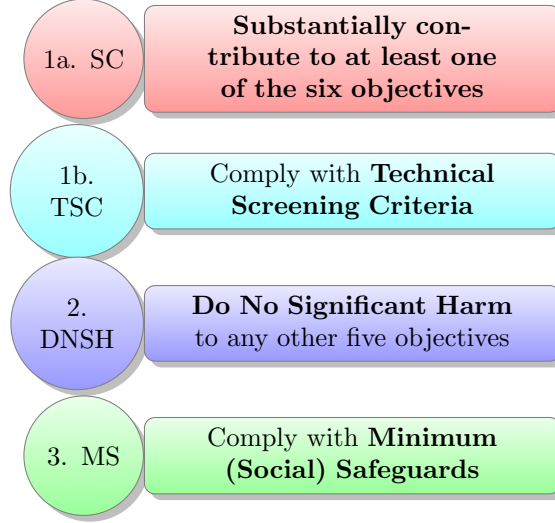 1a. SC
Substantially con-
tribute to at least one
of the six objectives
1b.
TSC
Comply with Technical
Screening Criteria
2.
DNSH
Do No Significant Harm
to any other five objectives
3. MS
Comply with Minimum
(Social) Safeguards